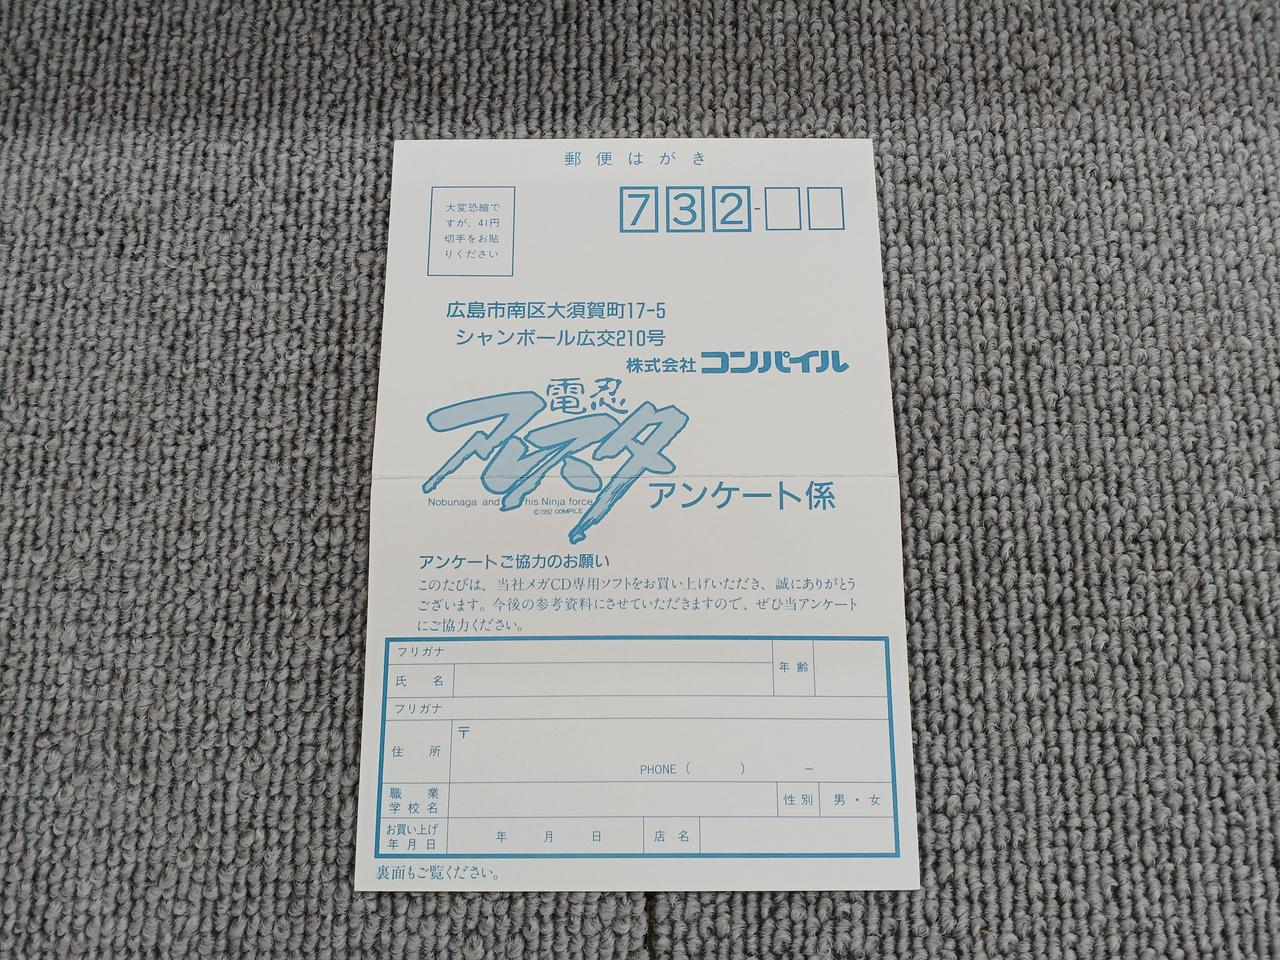 郵便はがき
大変恐縮で
すが、41円
切手をお貼
りください
732-
広島市南区大須賀町17-5
シャンボール広交210号
株式会社コンパイル
電忍
アレスタ
Nobunaga and his Ninja force
©1992 COMPILE
アンケート係
アンケートご協力のお願い
このたびは、当社メガCD専用ソフトをお買い上げいただき、誠にありがとう
ございます。今後の参考資料にさせていただきますので、ぜひ当アンケート
にご協力ください。
フリガナ
氏 名
年齢
フリガナ
住 所
〒
PHONE ( ) −
職 業
学校名
性別
男・女
お買い上げ
年月日
年 月 日
店名
裏面もご覧ください。